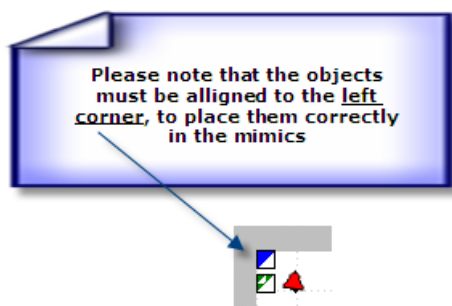 Please note that the objects
must be alligned to the left
corner, to place them correctly
in the mimics